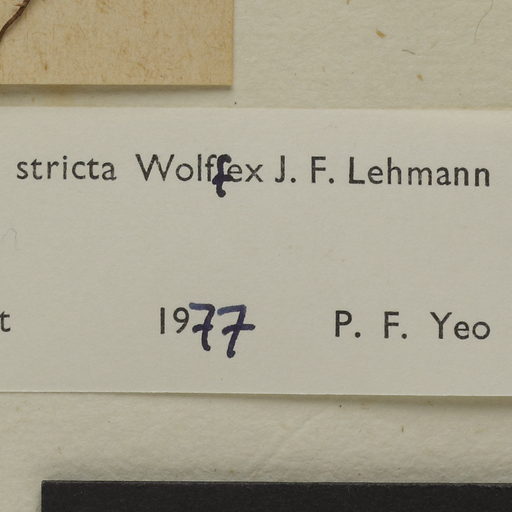 stricta Wolff ex J. F. Lehmann
t 1977 P. F. Yeo